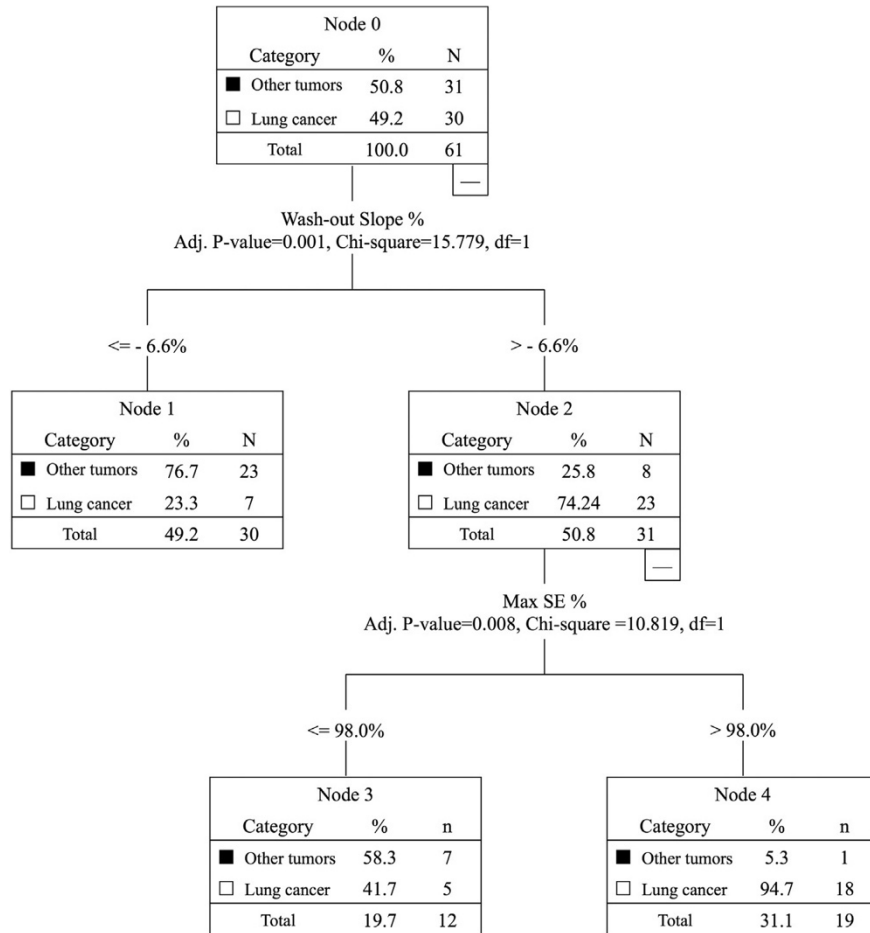 Node 0
Category % N
Other tumors 50.8 31
Lung cancer 49.2 30
Total 100.0 61
Wash-out Slope %
Adj. P-value=0.001, Chi-square=15.779, df=1
<= - 6.6%
> - 6.6%
Node 1
Category % N
Other tumors 76.7 23
Lung cancer 23.3 7
Total 49.2 30
Node 2
Category % N
Other tumors 25.8 8
Lung cancer 74.24 23
Total 50.8 31
Max SE %
Adj. P-value=0.008, Chi-square =10.819, df=1
<= 98.0%
> 98.0%
Node 3
Category % n
Other tumors 58.3 7
Lung cancer 41.7 5
Total 19.7 12
Node 4
Category % n
Other tumors 5.3 1
Lung cancer 94.7 18
Total 31.1 19